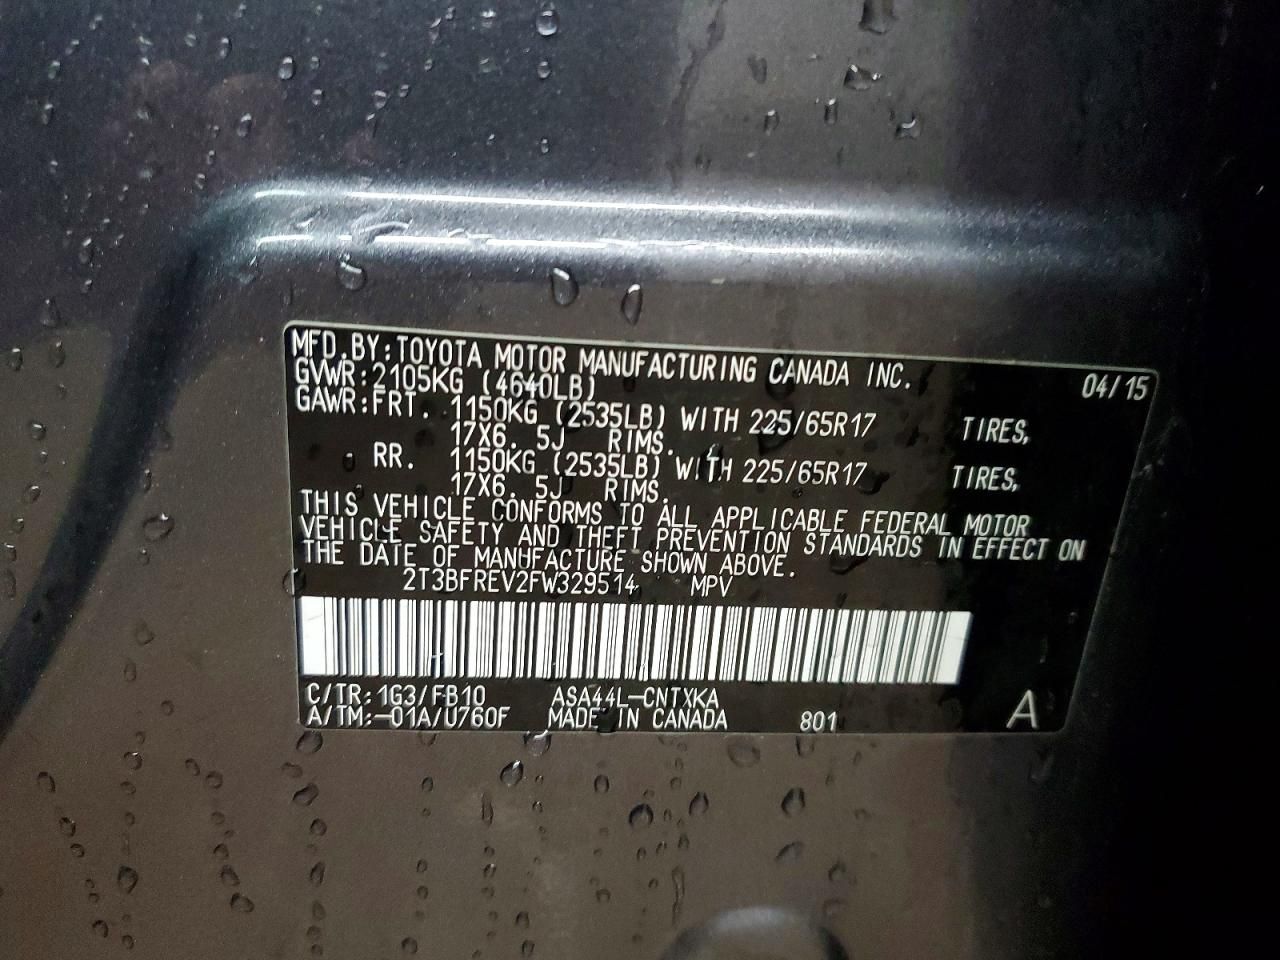 MFD.BY:TOYOTA MOTOR MANUFACTURING CANADA INC. 04/15
GVWR:2105KG (4640LB)
GAWR:FRT. 1150KG (2535LB) WITH 225/65R17 TIRES,
17X6. 5J RIMS.
RR. 1150KG (2535LB) WITH 225/65R17 TIRES,
17X6. 5J RIMS.
THIS VEHICLE CONFORMS TO ALL APPLICABLE FEDERAL MOTOR
VEHICLE SAFETY AND THEFT PREVENTION STANDARDS IN EFFECT ON
THE DATE OF MANUFACTURE SHOWN ABOVE.
2T3BFREV2FW329514 MPV
C/TR:1G3/FB10 ASA44L-CNTXKA
A/TM:-01A/U760F MADE IN CANADA 801 A